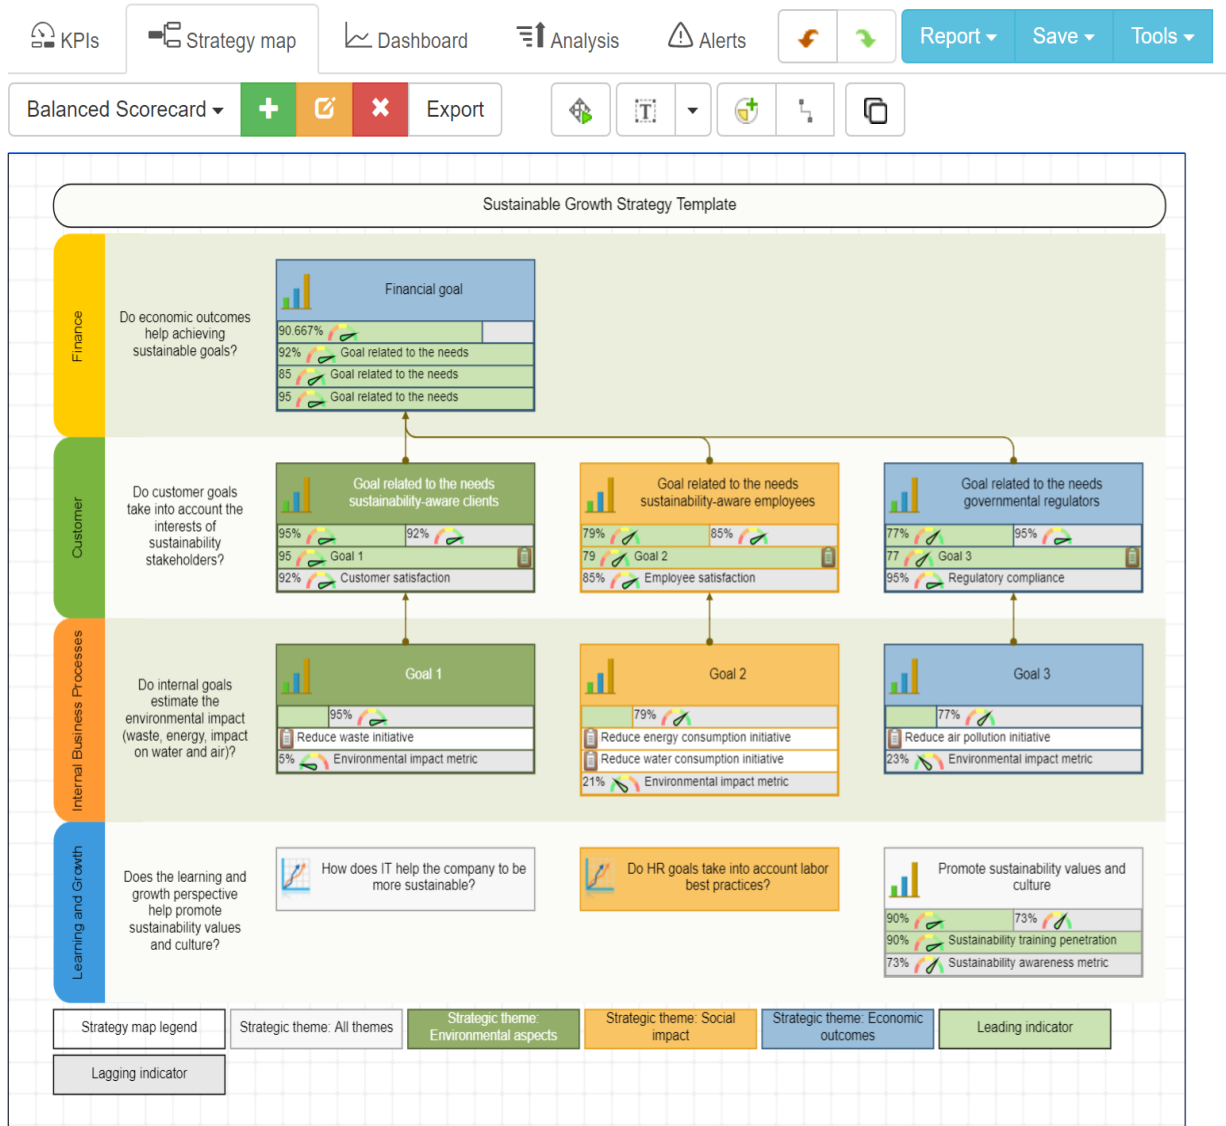 KPIs
Strategy map
Dashboard
Analysis
Alerts
Report
Save
Tools
Balanced Scorecard
Export
T
Sustainable Growth Strategy Template
Finance
Do economic outcomes
help achieving
sustainable goals?
Financial goal
90.667%
92% Goal related to the needs
85 Goal related to the needs
95 Goal related to the needs
Customer
Do customer goals
take into account the
interests of
sustainability
stakeholders?
Goal related to the needs
sustainability-aware clients
95% 92%
95 Goal 1
92% Customer satisfaction
Goal related to the needs
sustainability-aware employees
79% 85%
79 Goal 2
85% Employee satisfaction
Goal related to the needs
governmental regulators
77% 95%
77 Goal 3
95% Regulatory compliance
Internal Business Processes
Do internal goals
estimate the
environmental impact
(waste, energy, impact
on water and air)?
Goal 1
95%
Reduce waste initiative
5% Environmental impact metric
Goal 2
79%
Reduce energy consumption initiative
Reduce water consumption initiative
21% Environmental impact metric
Goal 3
77%
Reduce air pollution initiative
23% Environmental impact metric
Learning and Growth
Does the learning and
growth perspective
help promote
sustainability values
and culture?
How does IT help the company to be
more sustainable?
Do HR goals take into account labor
best practices?
Promote sustainability values and
culture
90% 73%
90% Sustainability training penetration
73% Sustainability awareness metric
Strategy map legend
Strategic theme: All themes
Strategic theme:
Environmental aspects
Strategic theme: Social
impact
Strategic theme: Economic
outcomes
Leading indicator
Lagging indicator